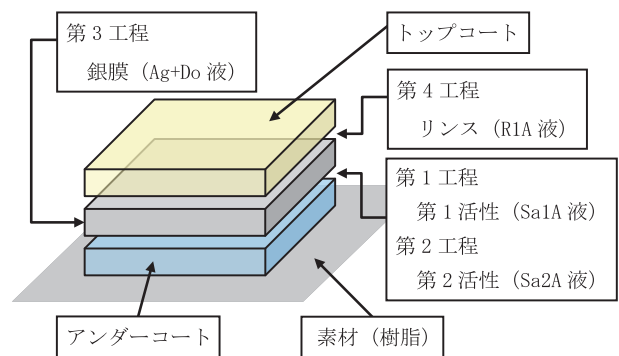 第3工程
銀膜（Ag+Do液）
トップコート
第4工程
リンス（R1A液）
第1工程
第1活性（Sa1A液）
第2工程
第2活性（Sa2A液）
アンダーコート
素材（樹脂）